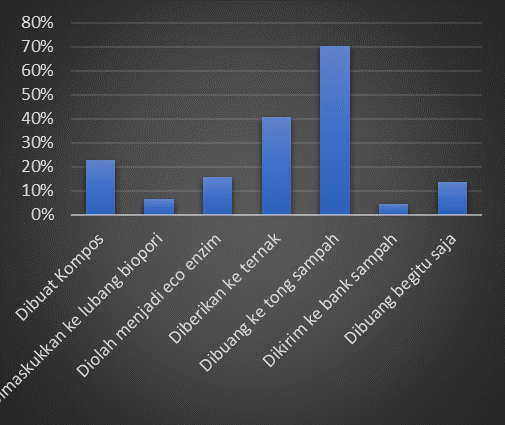 80%
70%
60%
50%
40%
30%
20%
10%
0%
Dibuat Kompos
imaskukkan ke lubang biopori
Diolah menjadi eco enzim
Diberikan ke ternak
Dibuang ke tong sampah
Dikirim ke bank sampah
Dibuang begitu saja